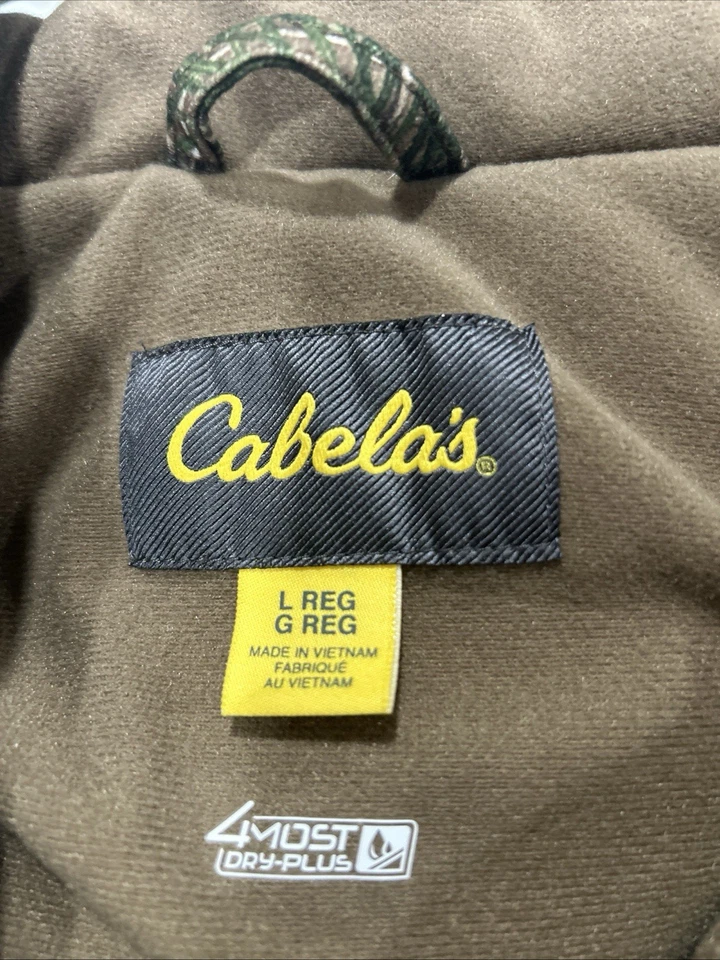 Cabela's®
L REG
G REG
MADE IN VIETNAM
FABRIQUÉ
AU VIETNAM
4MOST
DRY-PLUS